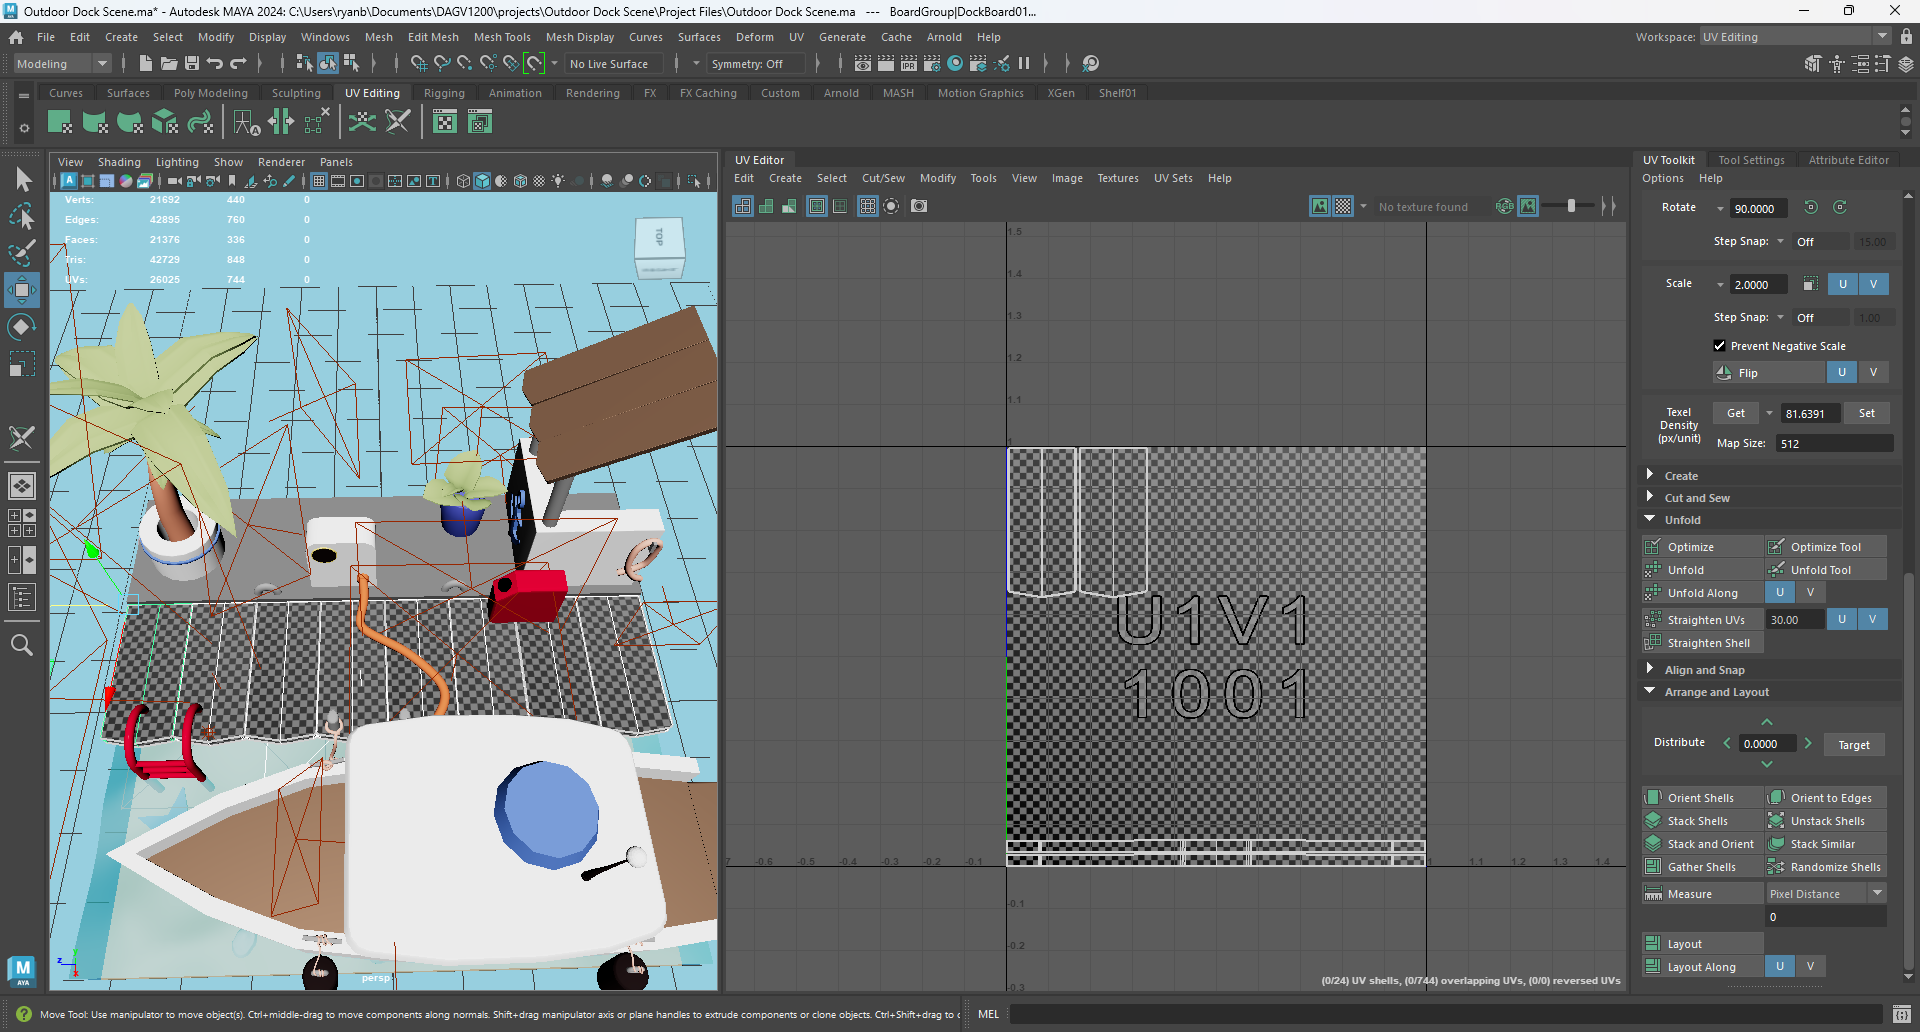 Outdoor Dock Scene.ma* - Autodesk MAYA 2024: C:\Users\ryanb\Documents\DAGV1200\projects\Outdoor Dock Scene\Project Files\Outdoor Dock Scene.ma --- BoardGroup|DockBoard01...
File Edit Create Select Modify Display Windows Mesh Edit Mesh Mesh Tools Mesh Display Curves Surfaces Deform UV Generate Cache Arnold Help
Workspace: UV Editing
Modeling
No Live Surface
Symmetry: Off
Curves Surfaces Poly Modeling Sculpting UV Editing Rigging Animation Rendering FX FX Caching Custom Arnold MASH Motion Graphics XGen Shelf01
View Shading Lighting Show Renderer Panels
Verts: 21692 440 0
Edges: 42895 760 0
Faces: 21376 336 0
Tris: 42729 848 0
UVs: 26025 744 0
TOP
persp
UV Editor
Edit Create Select Cut/Sew Modify Tools View Image Textures UV Sets Help
No texture found
1.5
1.4
1.3
1.2
1.1
1
U1V1
1001
7 -0.6 -0.5 -0.4 -0.3 -0.2 -0.1 1 1.1 1.2 1.3 1.4
-0.1
-0.2
-0.3
(0/24) UV shells, (0/744) overlapping UVs, (0/0) reversed UVs
UV Toolkit Tool Settings Attribute Editor
Options Help
Rotate 90.0000
Step Snap: Off 15.00
Scale 2.0000 U V
Step Snap: Off 1.00
Prevent Negative Scale
Flip U V
Texel Density (px/unit) Get 81.6391 Set
Map Size: 512
Create
Cut and Sew
Unfold
Optimize Optimize Tool
Unfold Unfold Tool
Unfold Along U V
Straighten UVs 30.00 U V
Straighten Shell
Align and Snap
Arrange and Layout
Distribute 0.0000 Target
Orient Shells Orient to Edges
Stack Shells Unstack Shells
Stack and Orient Stack Similar
Gather Shells Randomize Shells
Measure Pixel Distance
0
Layout
Layout Along U V
Move Tool: Use manipulator to move object(s). Ctrl+middle-drag to move components along normals. Shift+drag manipulator axis or plane handles to extrude components or clone objects. Ctrl+Shift+drag to c
MEL